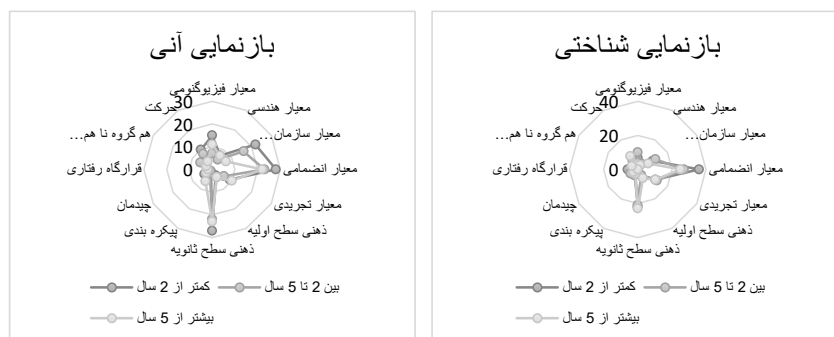 بازنمایی آنی
معیار فیزیوگنومی
معیار هندسی
معیار سازمان...
معیار انضمامی
معیار تجریدی
ذهنی سطح اولیه
ذهنی سطح ثانویه
پیکره بندی
چیدمان
قرارگاه رفتاری
هم گروه نا هم...
حرکت
30
20
10
0
کمتر از 2 سال
بین 2 تا 5 سال
بیشتر از 5 سال
بازنمایی شناختی
معیار فیزیوگنومی
معیار هندسی
معیار سازمان...
معیار انضمامی
معیار تجریدی
ذهنی سطح اولیه
ذهنی سطح ثانویه
پیکره بندی
چیدمان
قرارگاه رفتاری
هم گروه نا هم...
حرکت
40
20
0
کمتر از 2 سال
بین 2 تا 5 سال
بیشتر از 5 سال